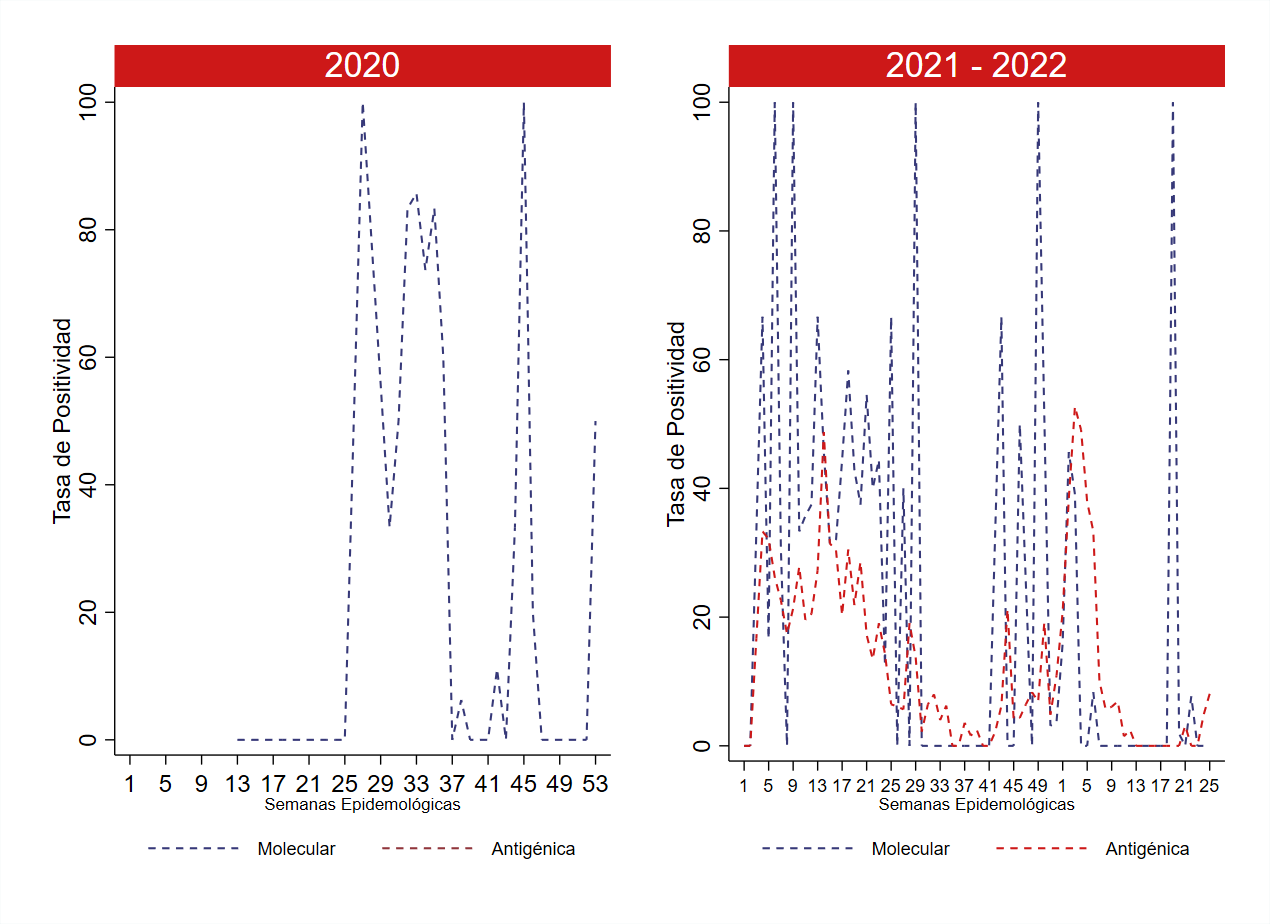 2020
Tasa de Positividad
100
80
60
40
20
0
1 5 9 13 17 21 25 29 33 37 41 45 49 53
Semanas Epidemológicas
Molecular Antigénica
2021 - 2022
Tasa de Positividad
100
80
60
40
20
0
1 5 9 13 17 21 25 29 33 37 41 45 49 1 5 9 13 17 21 25
Semanas Epidemológicas
Molecular Antigénica